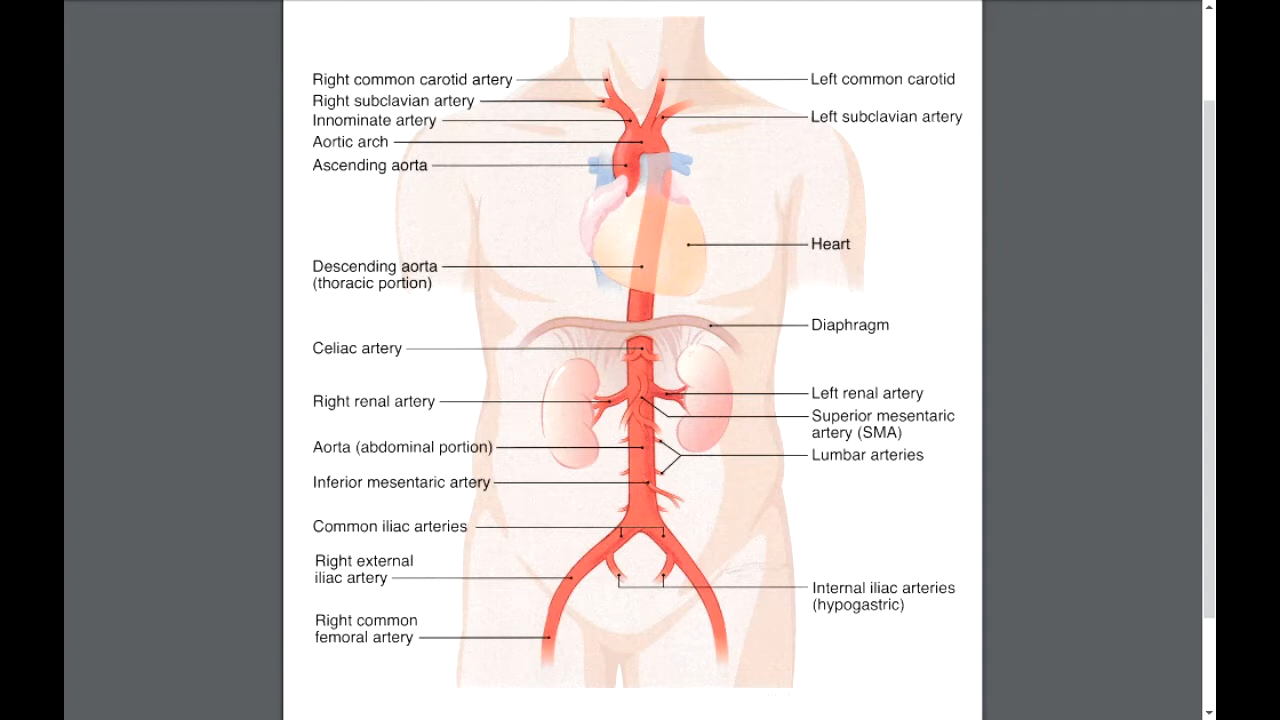 Right common carotid artery
Right subclavian artery
Innominate artery
Aortic arch
Ascending aorta
Descending aorta
(thoracic portion)
Celiac artery
Right renal artery
Aorta (abdominal portion)
Inferior mesentaric artery
Common iliac arteries
Right external
iliac artery
Right common
femoral artery
Left common carotid
Left subclavian artery
Heart
Diaphragm
Left renal artery
Superior mesentaric
artery (SMA)
Lumbar arteries
Internal iliac arteries
(hypogastric)